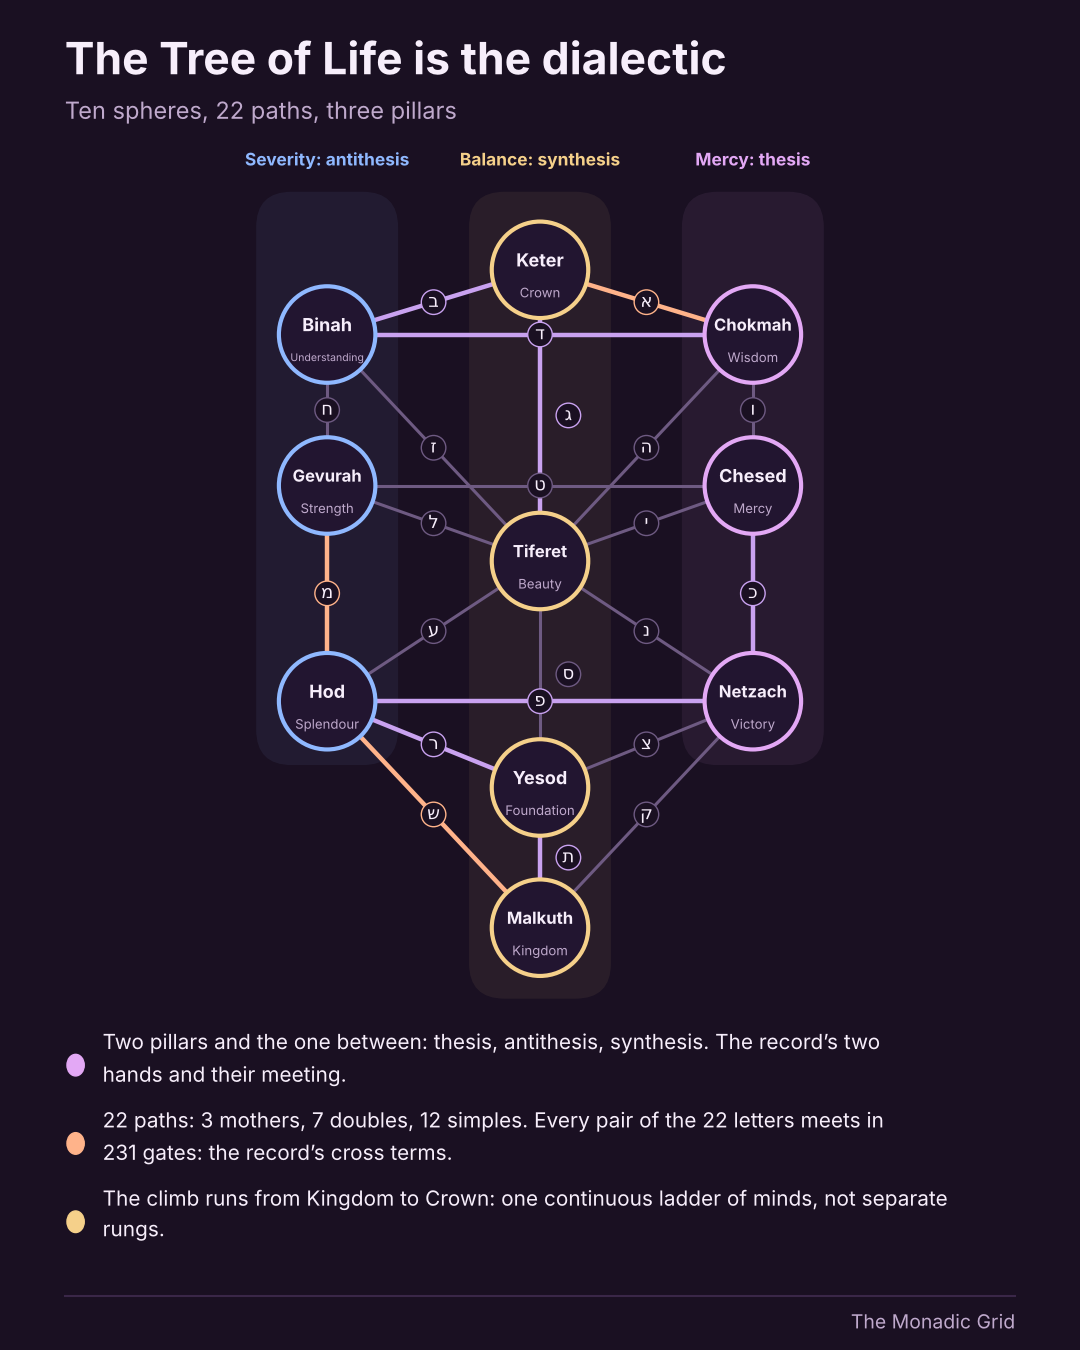 The Tree of Life is the dialectic
Ten spheres, 22 paths, three pillars
Severity: antithesis
Balance: synthesis
Mercy: thesis
Keter
Crown
ב
א
Binah
Understanding
ד
Chokmah
Wisdom
ח
ג
ו
ז
ה
Gevurah
Strength
ט
Chesed
Mercy
ל
י
Tiferet
Beauty
מ
כ
ע
נ
ס
Hod
Splendour
פ
Netzach
Victory
ר
צ
Yesod
Foundation
ש
ק
ת
Malkuth
Kingdom
Two pillars and the one between: thesis, antithesis, synthesis. The record’s two
hands and their meeting.
22 paths: 3 mothers, 7 doubles, 12 simples. Every pair of the 22 letters meets in
231 gates: the record’s cross terms.
The climb runs from Kingdom to Crown: one continuous ladder of minds, not separate
rungs.
The Monadic Grid